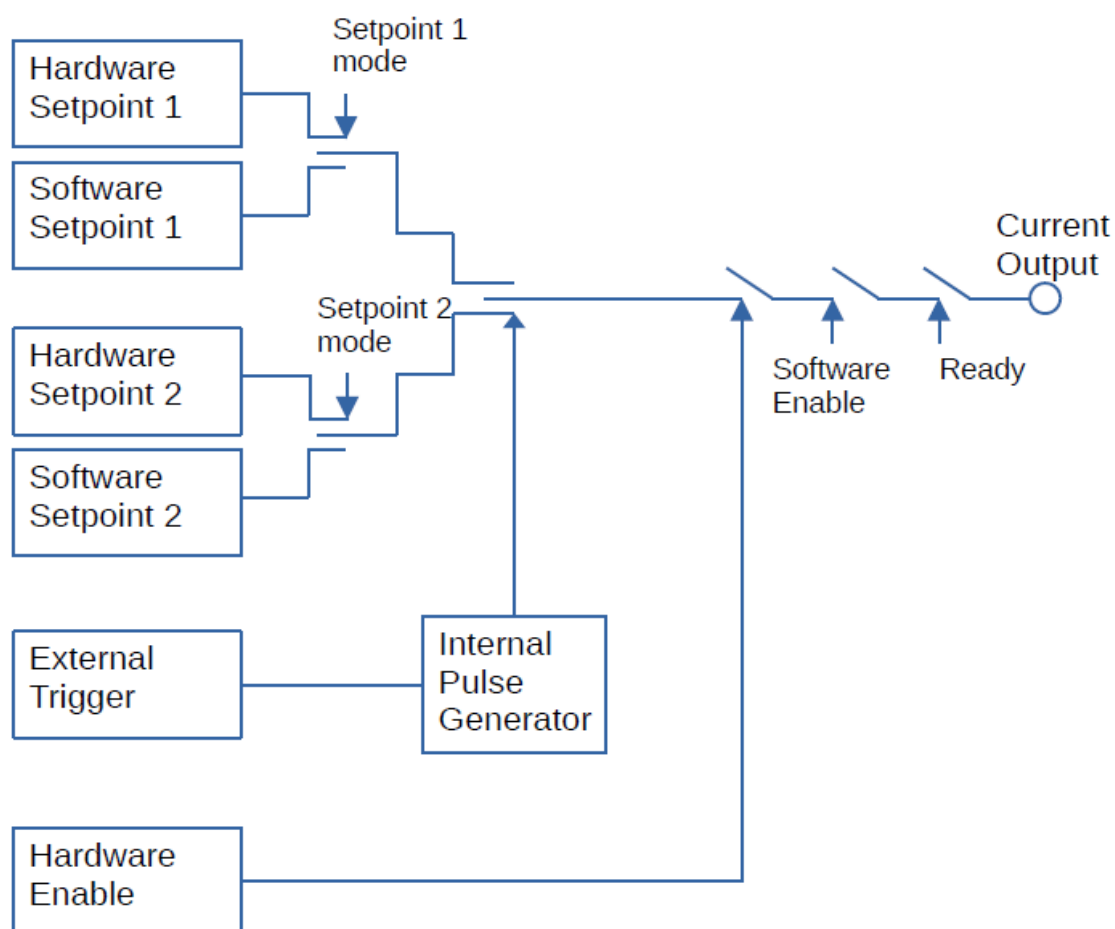 Setpoint 1
mode
Hardware
Setpoint 1
Software
Setpoint 1
Current
Output
Setpoint 2
mode
Hardware
Setpoint 2
Software
Enable
Ready
Software
Setpoint 2
External
Trigger
Internal
Pulse
Generator
Hardware
Enable